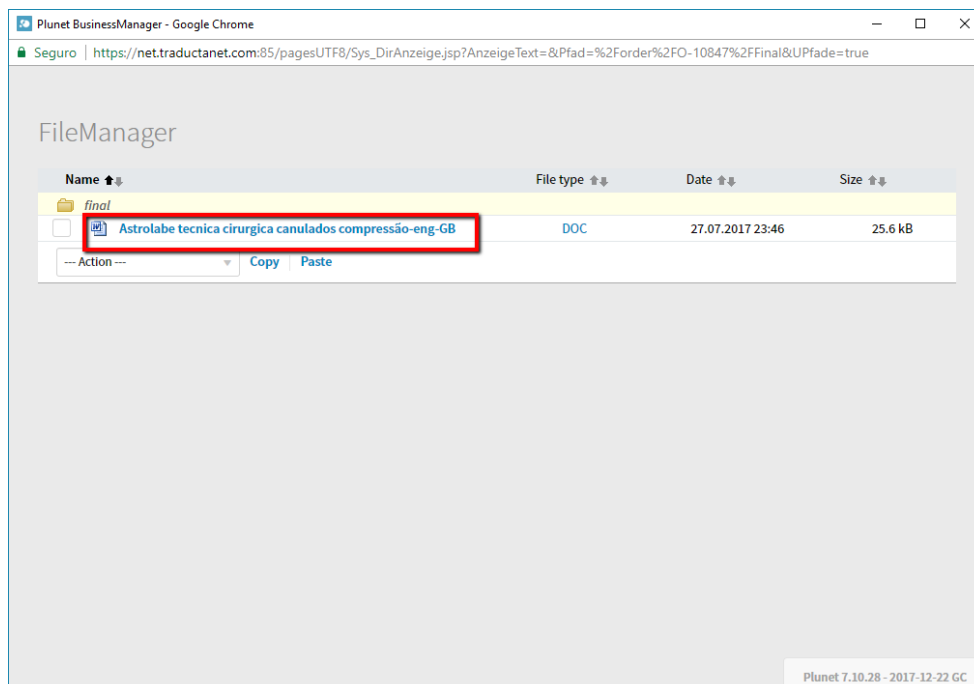 Plunet BusinessManager - Google Chrome
Seguro | https://net.traductanet.com:85/pagesUTF8/Sys_DirAnzeige.jsp?AnzeigeText=&Pfad=%2Forder%2FO-10847%2FFinal&UPfade=true
FileManager
Name File type Date Size
final
Astrolabe tecnica cirurgica canulados compressão-eng-GB DOC 27.07.2017 23:46 25.6 kB
--- Action --- Copy Paste
Plunet 7.10.28 - 2017-12-22 GC